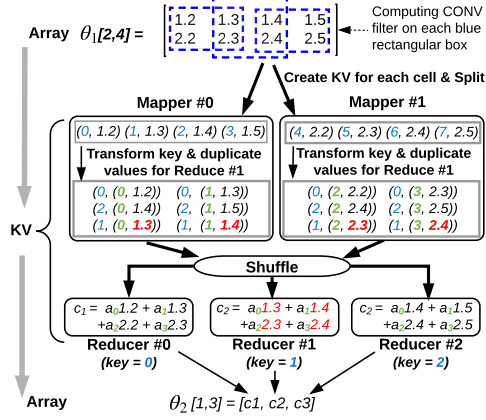 Array θ1[2,4] =
1.2 1.3 1.4 1.5
2.2 2.3 2.4 2.5
Computing CONV
filter on each blue
rectangular box
Create KV for each cell & Split
Mapper #0
(0, 1.2) (1, 1.3) (2, 1.4) (3, 1.5)
Transform key & duplicate
values for Reduce #1
(0, (0, 1.2)) (0, (1, 1.3))
(2, (0, 1.4)) (2, (1, 1.5))
(1, (0, 1.3)) (1, (1, 1.4))
Mapper #1
(4, 2.2) (5, 2.3) (6, 2.4) (7, 2.5)
Transform key & duplicate
values for Reduce #1
(0, (2, 2.2)) (0, (3, 2.3))
(2, (2, 2.4)) (2, (3, 2.5))
(1, (2, 2.3)) (1, (3, 2.4))
KV
Shuffle
c1 = a01.2 + a11.3
+a22.2 + a32.3
Reducer #0
(key = 0)
c2 = a01.3 + a11.4
+a22.3 + a32.4
Reducer #1
(key = 1)
c2 = a01.4 + a11.5
+a22.4 + a32.5
Reducer #2
(key = 2)
Array
θ2 [1,3] = [c1, c2, c3]